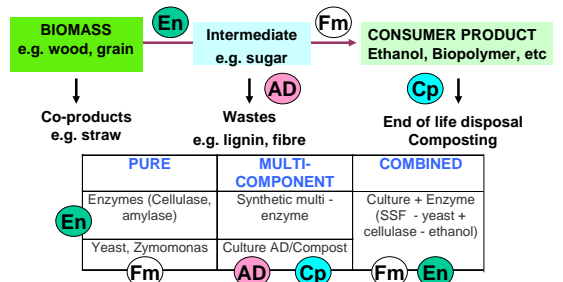 BIOMASS
e.g. wood, grain
En
Intermediate
e.g. sugar
Fm
CONSUMER PRODUCT
Ethanol, Biopolymer, etc
AD
Cp
Co-products
e.g. straw
Wastes
e.g. lignin, fibre
End of life disposal
Composting
PURE
MULTI-
COMPONENT
COMBINED
En
Enzymes (Cellulase,
amylase)
Synthetic multi -
enzyme
Culture + Enzyme
(SSF - yeast +
cellulase - ethanol)
Yeast, Zymomonas
Culture AD/Compost
Fm
AD
Cp
Fm
En